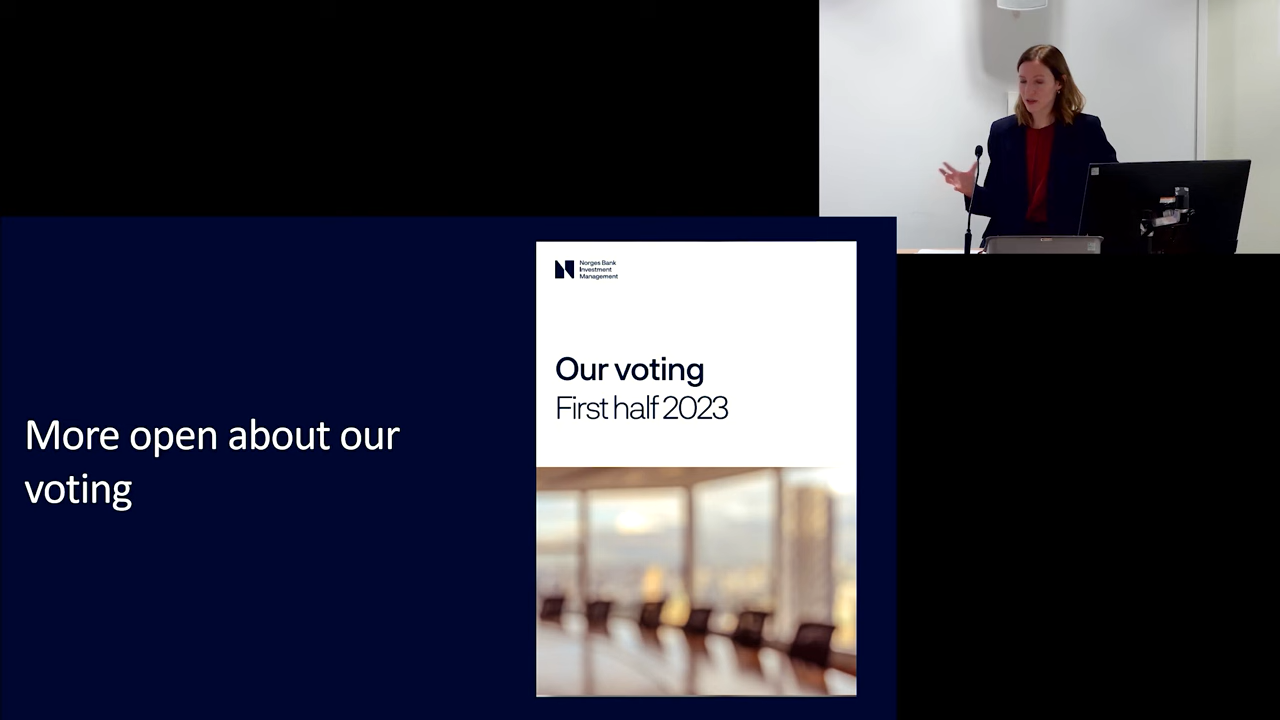 More open about our
voting
Norges Bank
Investment
Management
Our voting
First half 2023